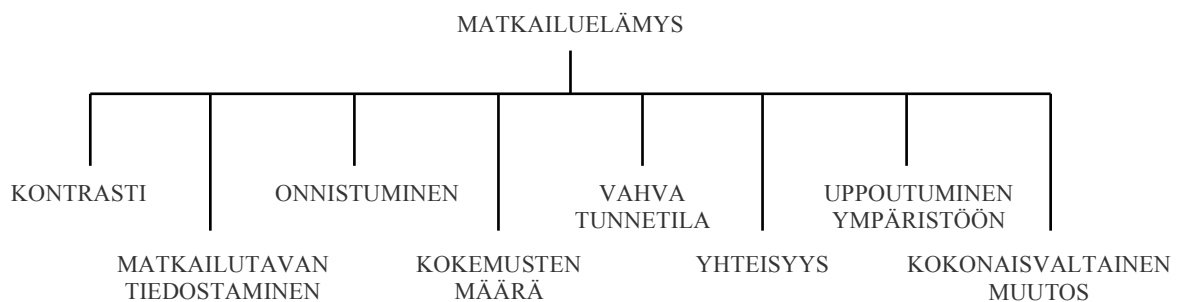 MATKAILUELÄMYS
KONTRASTI
ONNISTUMINEN
VAHVA
TUNNETILA
UPPOUTUMINEN
YMPÄRISTÖÖN
MATKAILUTAVAN
TIEDOSTAMINEN
KOKEMUSTEN
MÄÄRÄ
YHTEISYYS
KOKONAISVALTAINEN
MUUTOS